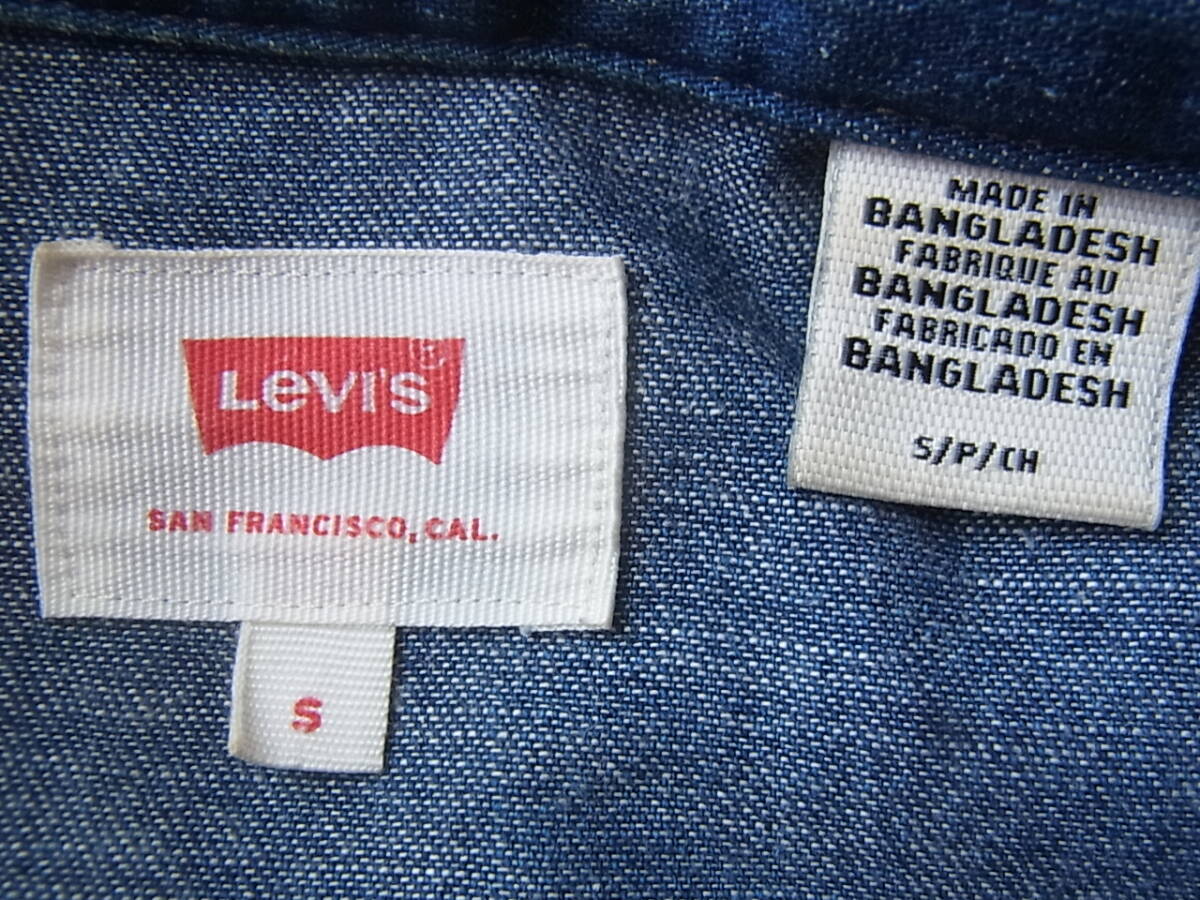 LEVI'S®
SAN FRANCISCO, CAL.
S
MADE IN
BANGLADESH
FABRIQUE AU
BANGLADESH
FABRICADO EN
BANGLADESH
S/P/CH